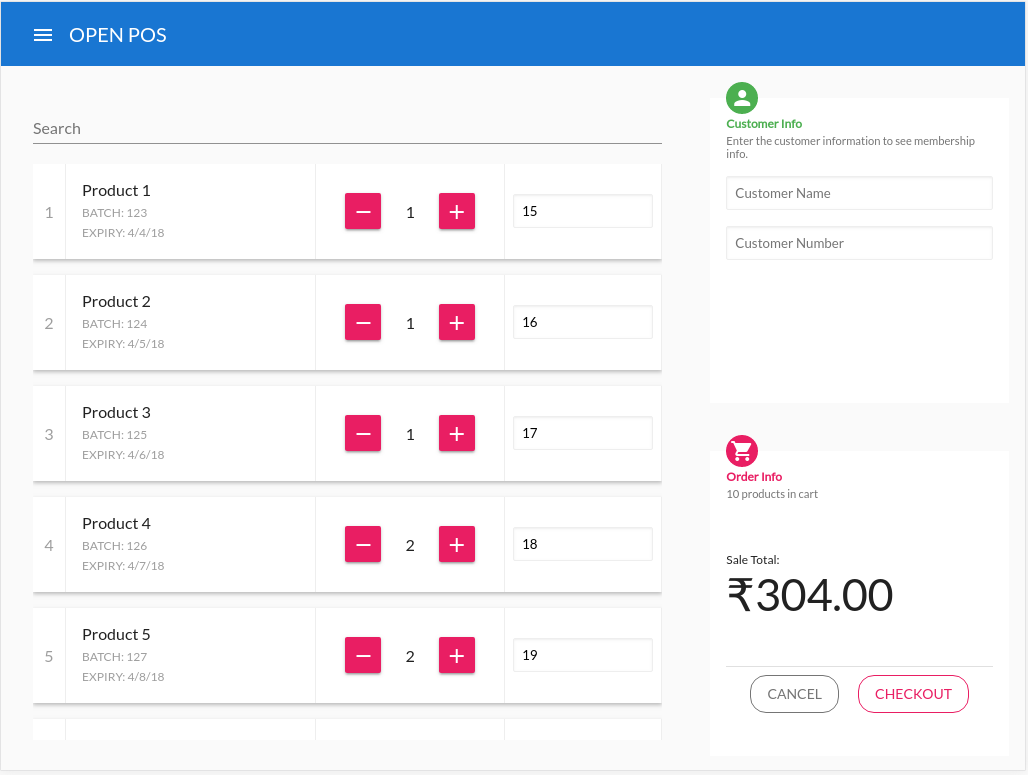 OPEN POS
Search
1
Product 1
BATCH: 123
EXPIRY: 4/4/18
1
15
2
Product 2
BATCH: 124
EXPIRY: 4/5/18
1
16
3
Product 3
BATCH: 125
EXPIRY: 4/6/18
1
17
4
Product 4
BATCH: 126
EXPIRY: 4/7/18
2
18
5
Product 5
BATCH: 127
EXPIRY: 4/8/18
2
19
Customer Info
Enter the customer information to see membership
info.
Customer Name
Customer Number
Order Info
10 products in cart
Sale Total:
₹304.00
CANCEL
CHECKOUT